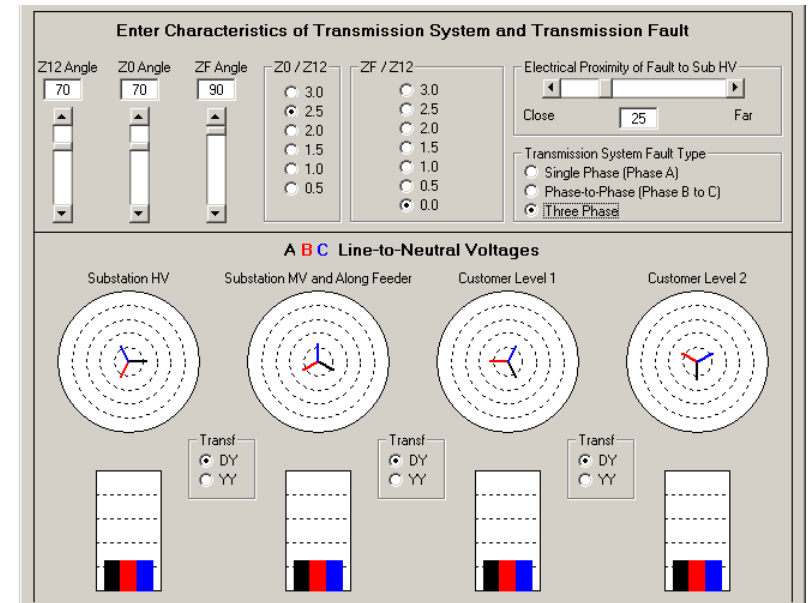 Enter Characteristics of Transmission System and Transmission Fault
Z12 Angle Z0 Angle ZF Angle Z0 / Z12 ZF / Z12 Electrical Proximity of Fault to Sub HV
70 70 90
3.0 3.0
2.5 2.5
2.0 2.0
1.5 1.5
1.0 1.0
0.5 0.5
0.0
Close 25 Far
Transmission System Fault Type
Single Phase (Phase A)
Phase-to-Phase (Phase B to C)
Three Phase
A B C Line-to-Neutral Voltages
Substation HV Substation MV and Along Feeder Customer Level 1 Customer Level 2
Transf Transf Transf
DY DY DY
YY YY YY